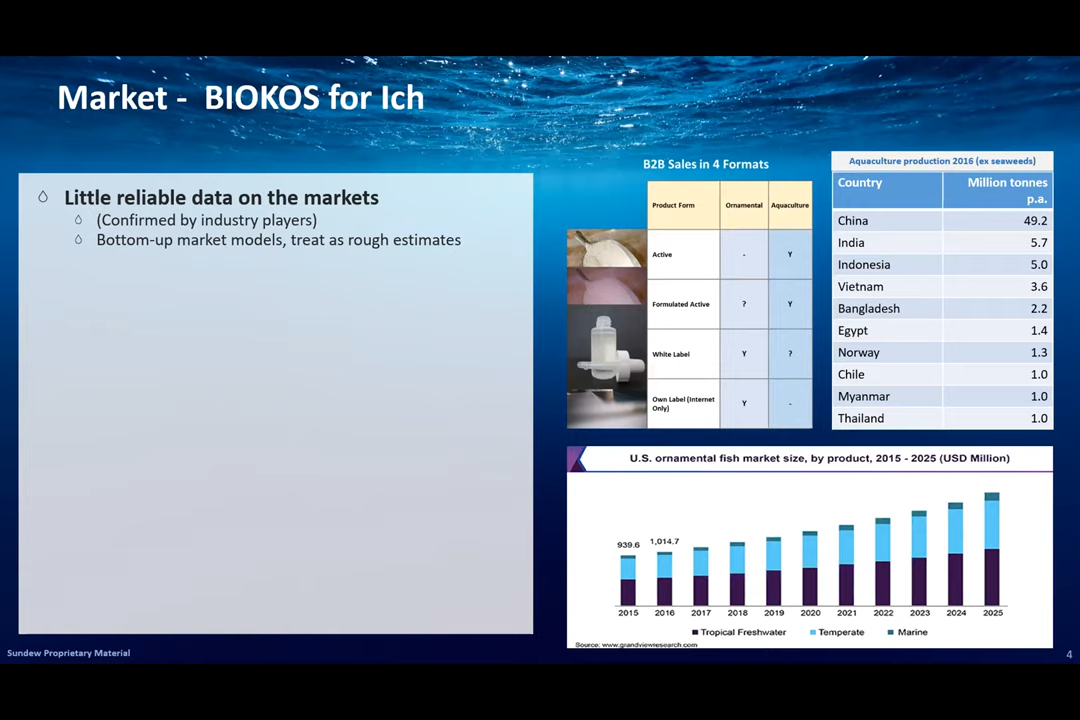 Market - BIOKOS for Ich
Little reliable data on the markets
(Confirmed by industry players)
Bottom-up market models, treat as rough estimates
B2B Sales in 4 Formats
Product Form Ornamental Aquaculture
Active - Y
Formulated Active ? Y
White Label Y ?
Own Label (Internet
Only) Y -
Aquaculture production 2016 (ex seaweeds)
Country Million tonnes
p.a.
China 49.2
India 5.7
Indonesia 5.0
Vietnam 3.6
Bangladesh 2.2
Egypt 1.4
Norway 1.3
Chile 1.0
Myanmar 1.0
Thailand 1.0
U.S. ornamental fish market size, by product, 2015 - 2025 (USD Million)
939.6 1,014.7
2015 2016 2017 2018 2019 2020 2021 2022 2023 2024 2025
Tropical Freshwater Temperate Marine
Source: www.grandviewresearch.com
Sundew Proprietary Material
4